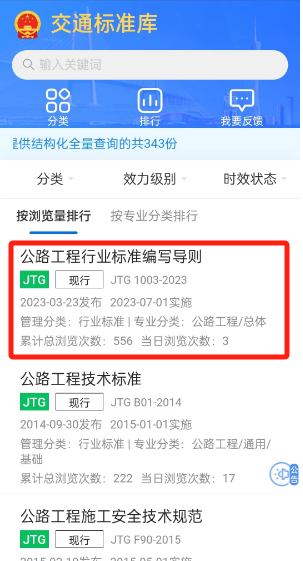 交通标准库
输入关键词
分类
排行
我要反馈
提供结构化全量查询的共343份
分类
效力级别
时效状态
按浏览量排行
按专业分类排行
公路工程行业标准编写导则
JTG 现行 JTG 1003-2023
2023-03-23发布 2023-07-01实施
管理分类：行业标准 | 专业分类：公路工程/总体
累计总浏览次数：556 当日浏览次数：3
公路工程技术标准
JTG 现行 JTG B01-2014
2014-09-30发布 2015-01-01实施
管理分类：行业标准 | 专业分类：公路工程/通用/
基础
累计总浏览次数：222 当日浏览次数：17
公告
公路工程施工安全技术规范
JTG 现行 JTG F90-2015